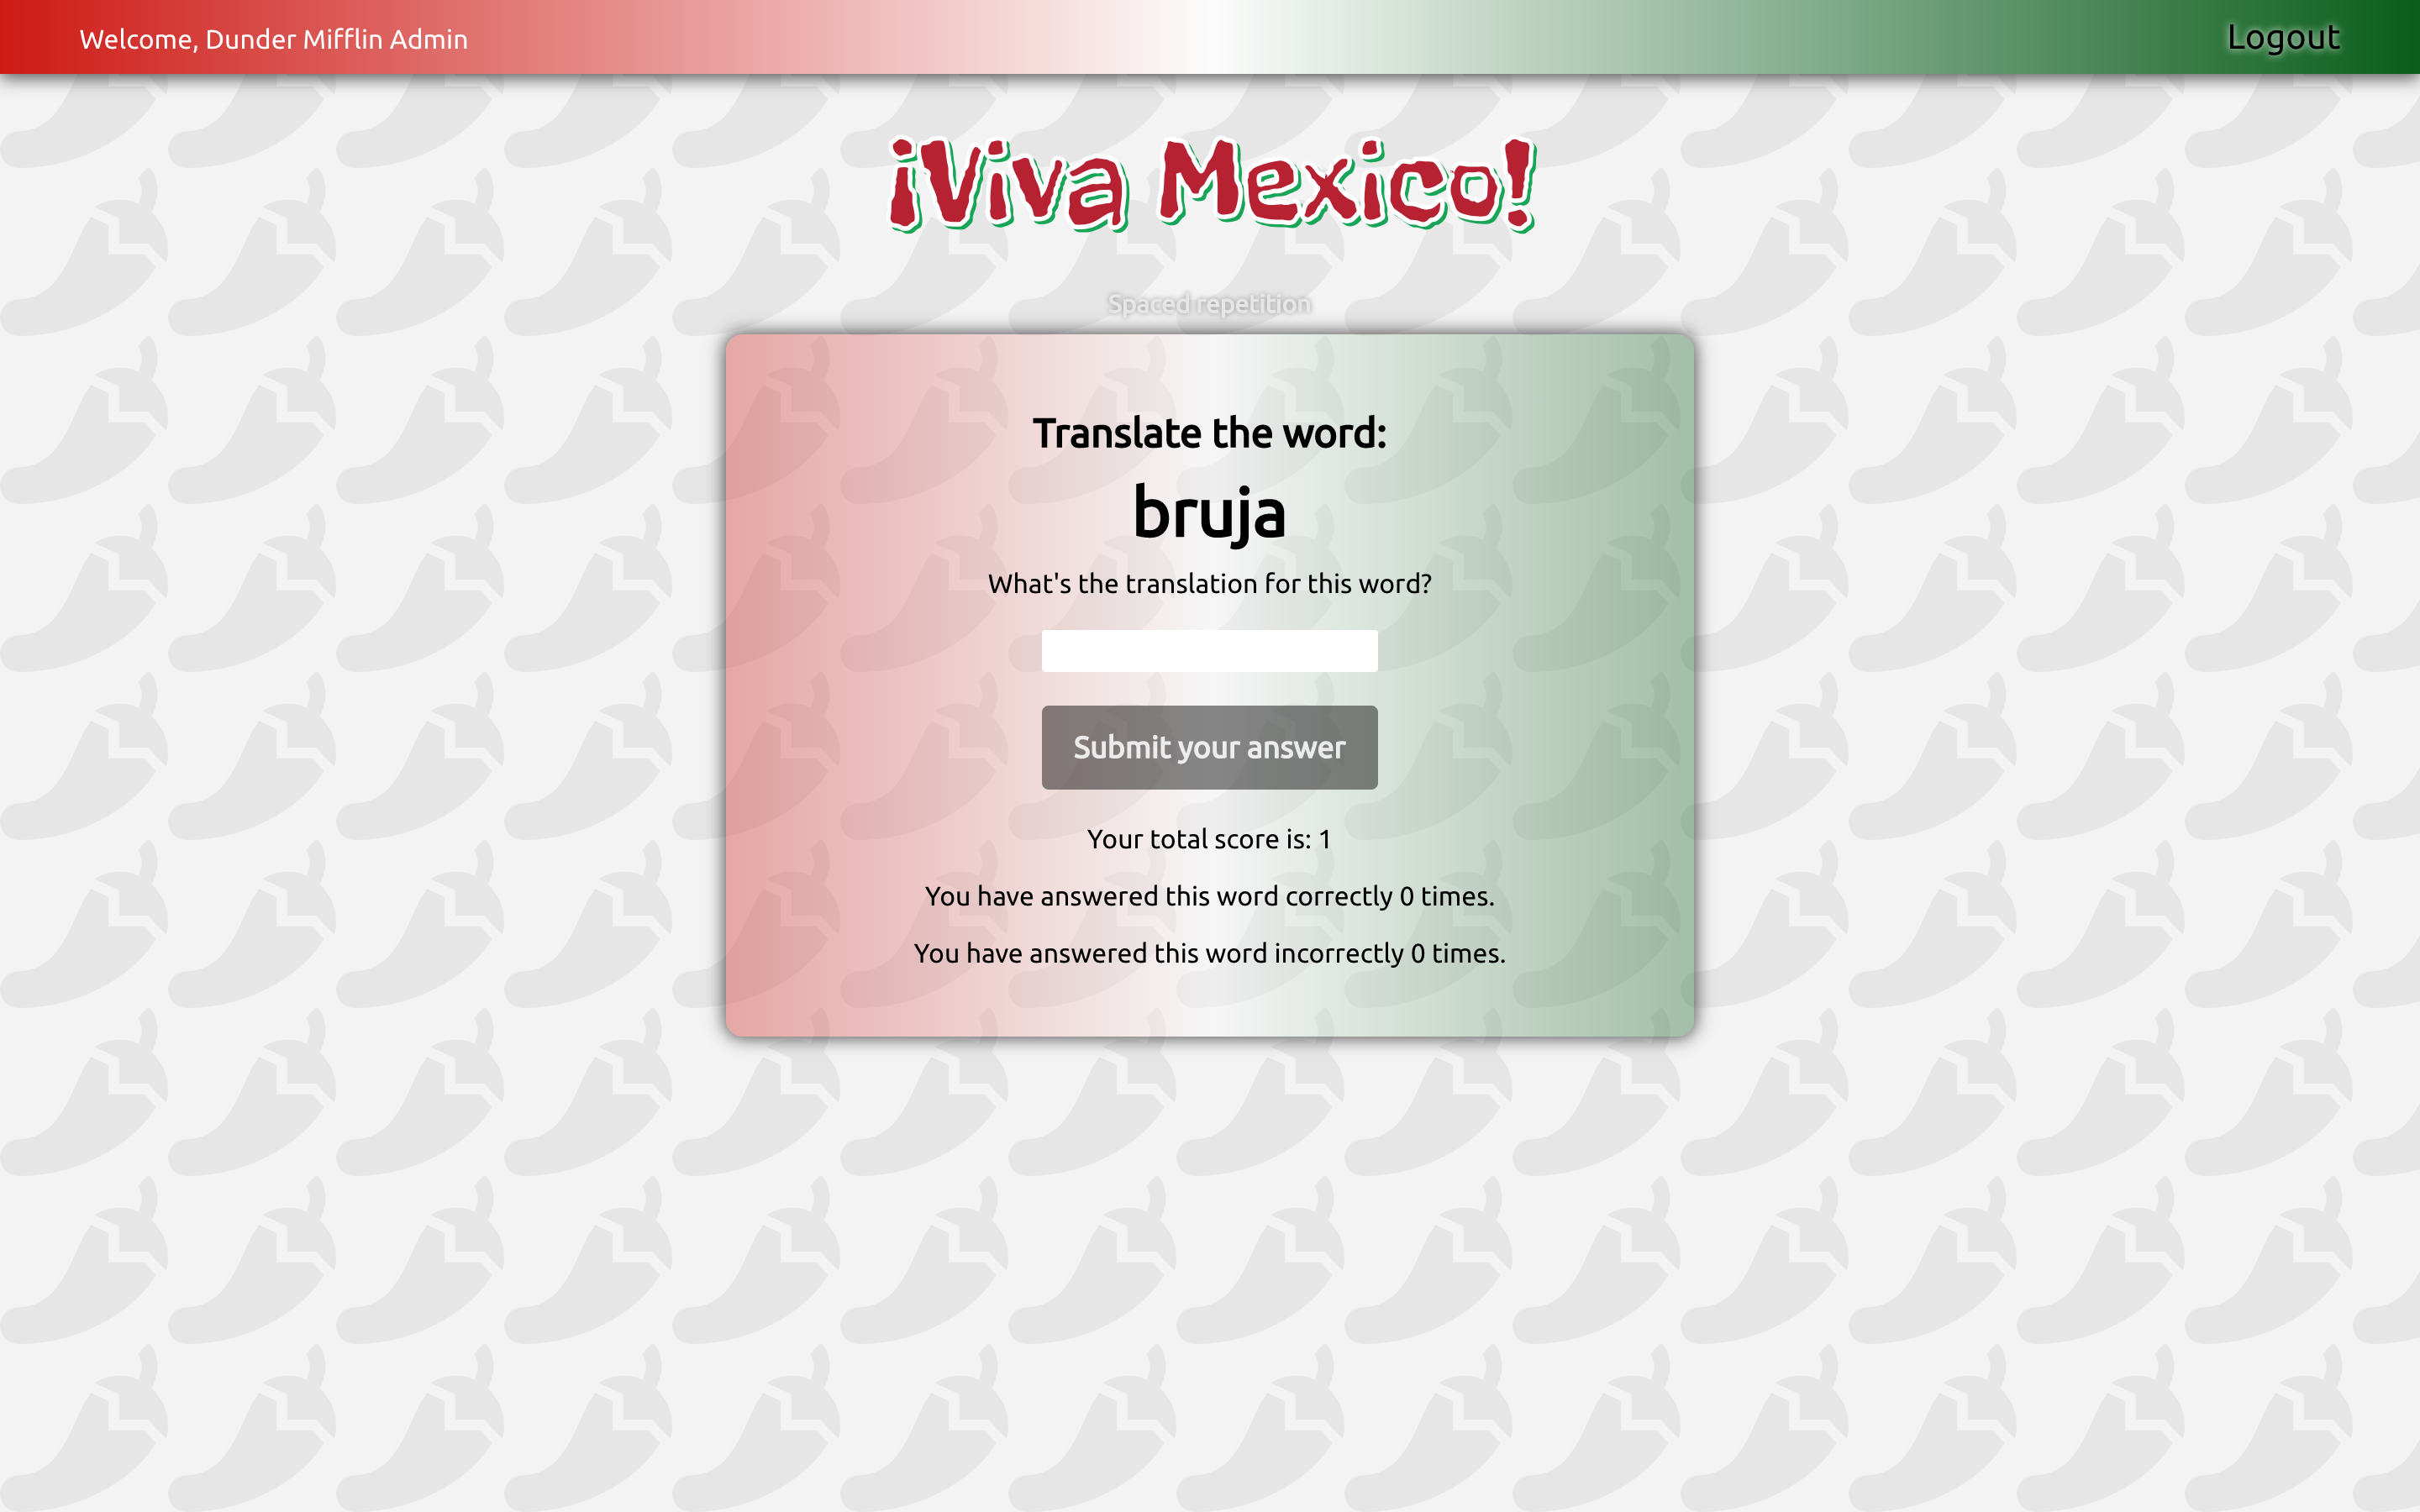 Welcome, Dunder Mifflin Admin
Logout
¡Viva Mexico!
Spaced repetition
Translate the word:
bruja
What's the translation for this word?
Submit your answer
Your total score is: 1
You have answered this word correctly 0 times.
You have answered this word incorrectly 0 times.